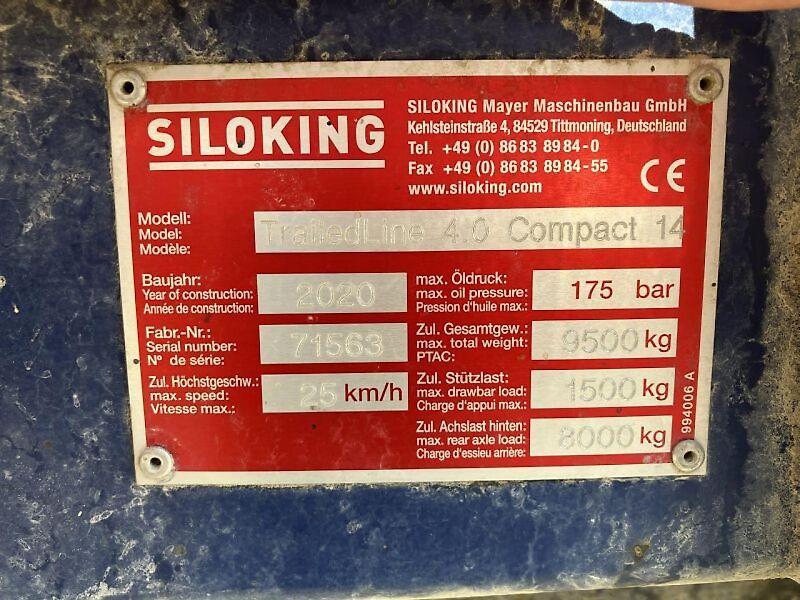 SILOKING
SILOKING Mayer Maschinenbau GmbH
Kehlsteinstraße 4, 84529 Tittmoning, Deutschland
Tel. +49 (0) 86 83 89 84-0
Fax +49 (0) 86 83 89 84-55
www.siloking.com
CE
Modell:
Model:
Modèle:
TrailedLine 4.0 Compact 14
Baujahr:
Year of construction:
Année de construction:
2020
Fabr.-Nr.:
Serial number:
N° de série:
71563
Zul. Höchstgeschw.:
max. speed:
Vitesse max.:
25 km/h
max. Öldruck:
max. oil pressure:
Pression d'huile max.:
175 bar
Zul. Gesamtgew.:
max. total weight:
PTAC:
9500 kg
Zul. Stützlast:
max. drawbar load:
Charge d'appui max.:
1500 kg
Zul. Achslast hinten:
max. rear axle load:
Charge d'essieu arrière:
8000 kg
994006 A